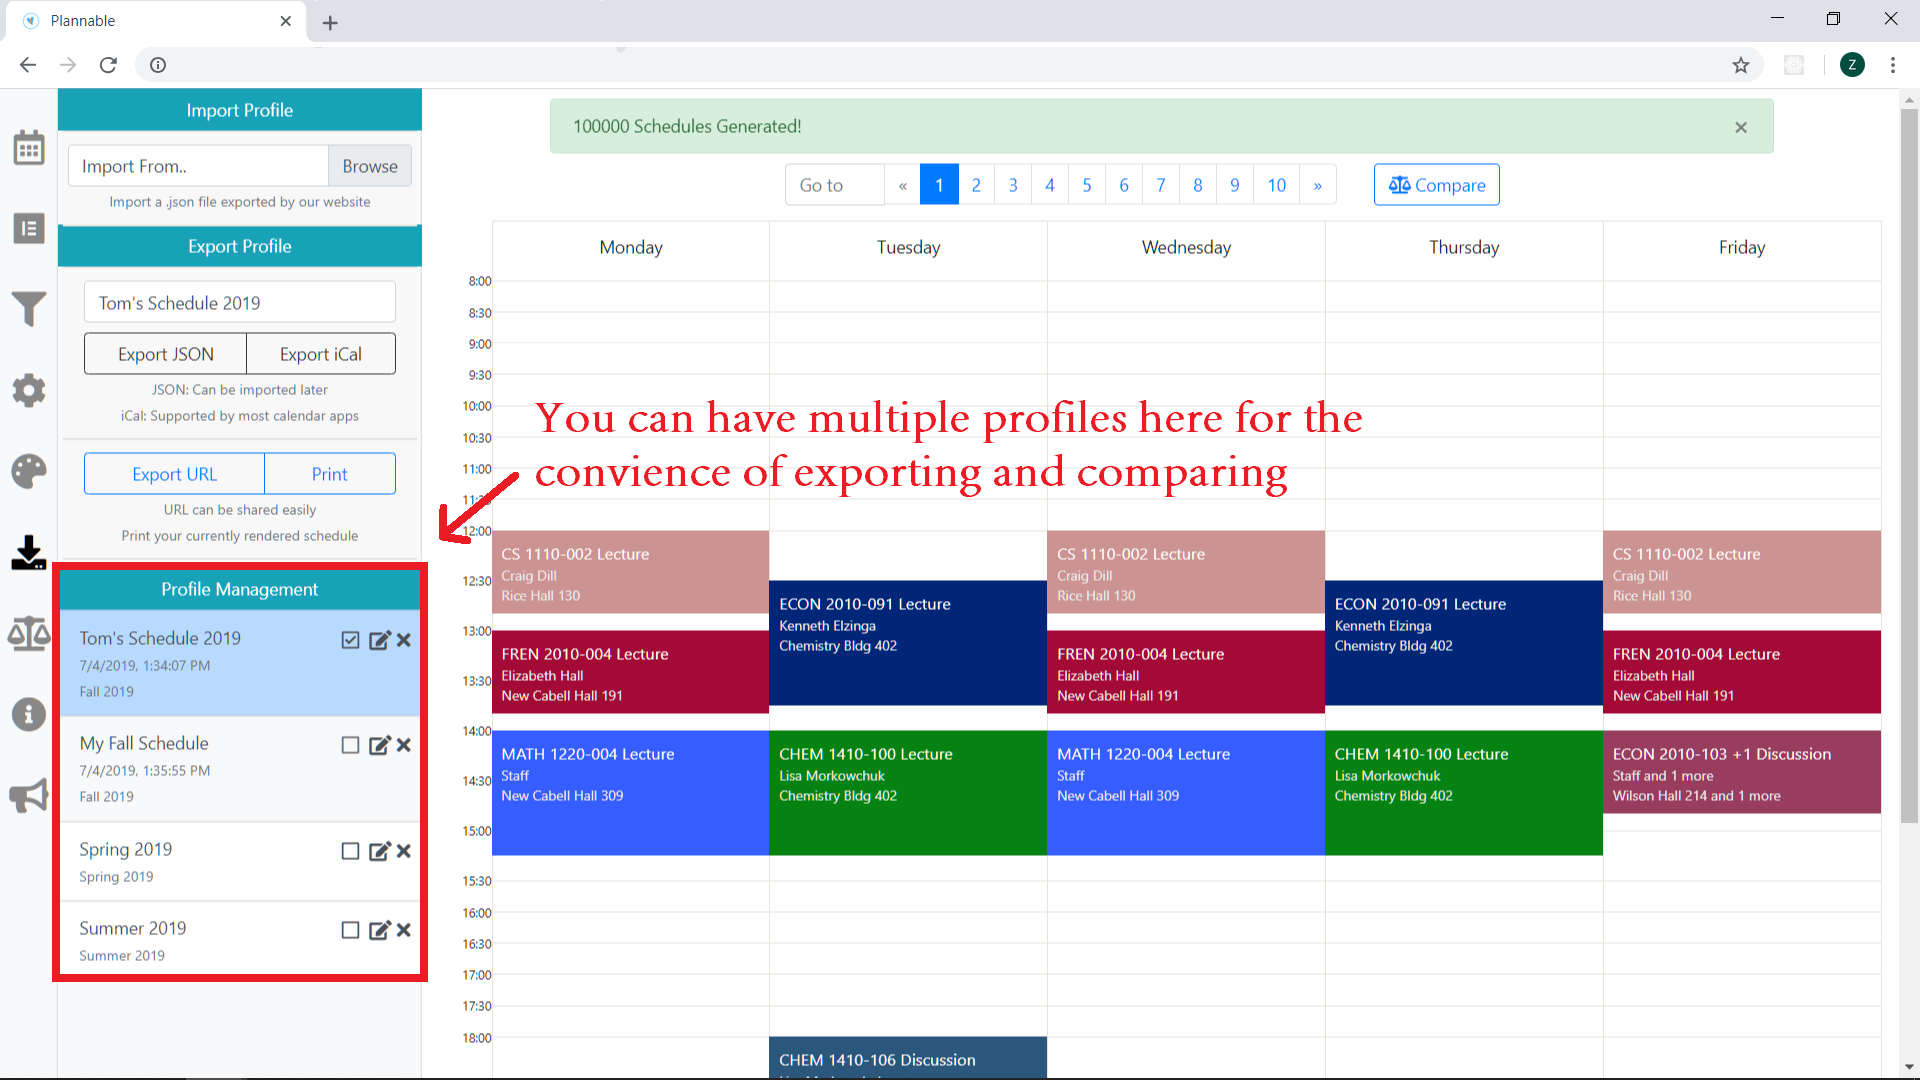 Plannable
Z
Import Profile
Import From..
Browse
Import a .json file exported by our website
Export Profile
Tom's Schedule 2019
Export JSON
Export iCal
JSON: Can be imported later
iCal: Supported by most calendar apps
Export URL
Print
URL can be shared easily
Print your currently rendered schedule
Profile Management
Tom's Schedule 2019
7/4/2019, 1:34:07 PM
Fall 2019
My Fall Schedule
7/4/2019, 1:35:55 PM
Fall 2019
Spring 2019
Spring 2019
Summer 2019
Summer 2019
100000 Schedules Generated!
Go to « 1 2 3 4 5 6 7 8 9 10 »
Compare
Monday Tuesday Wednesday Thursday Friday
8:00
8:30
9:00
9:30
10:00
10:30
11:00
12:00
12:30
13:00
13:30
14:00
14:30
15:00
15:30
16:00
16:30
17:00
17:30
18:00
You can have multiple profiles here for the
convience of exporting and comparing
CS 1110-002 Lecture
Craig Dill
Rice Hall 130
FREN 2010-004 Lecture
Elizabeth Hall
New Cabell Hall 191
MATH 1220-004 Lecture
Staff
New Cabell Hall 309
ECON 2010-091 Lecture
Kenneth Elzinga
Chemistry Bldg 402
CHEM 1410-100 Lecture
Lisa Morkowchuk
Chemistry Bldg 402
CHEM 1410-106 Discussion
CS 1110-002 Lecture
Craig Dill
Rice Hall 130
FREN 2010-004 Lecture
Elizabeth Hall
New Cabell Hall 191
MATH 1220-004 Lecture
Staff
New Cabell Hall 309
ECON 2010-091 Lecture
Kenneth Elzinga
Chemistry Bldg 402
CHEM 1410-100 Lecture
Lisa Morkowchuk
Chemistry Bldg 402
CS 1110-002 Lecture
Craig Dill
Rice Hall 130
FREN 2010-004 Lecture
Elizabeth Hall
New Cabell Hall 191
ECON 2010-103 +1 Discussion
Staff and 1 more
Wilson Hall 214 and 1 more